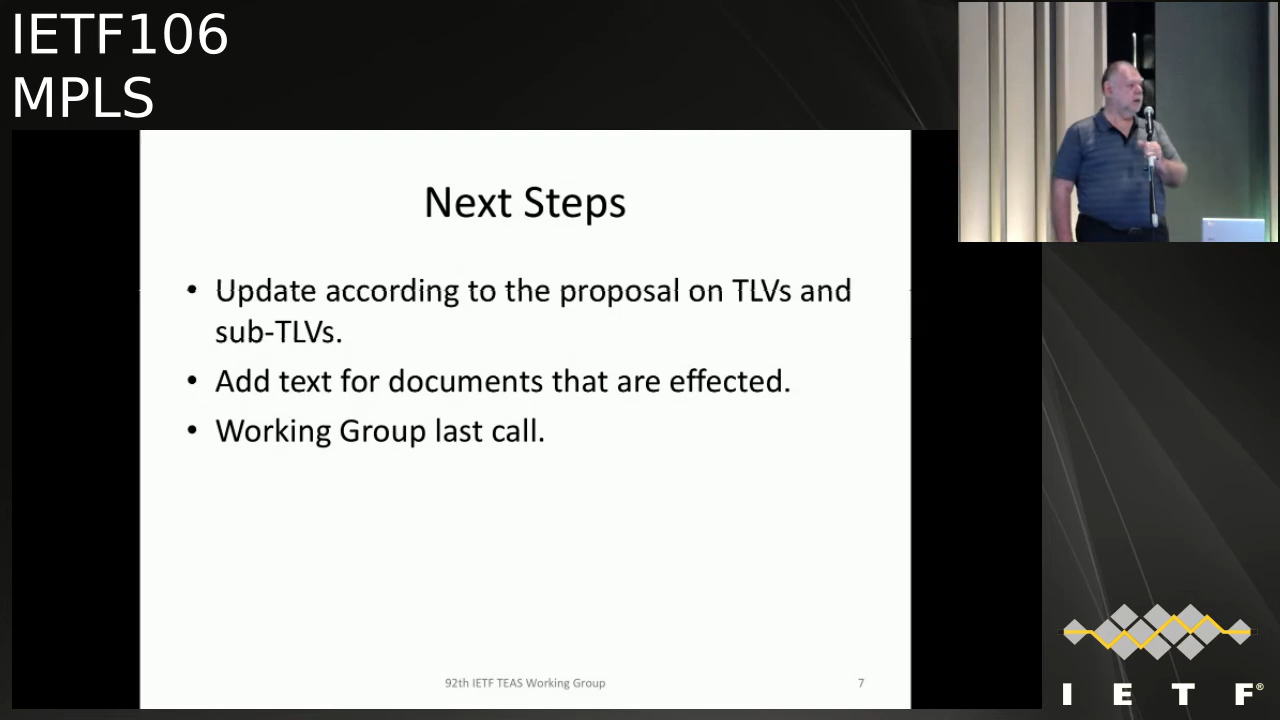 IETF106
MPLS
Next Steps
• Update according to the proposal on TLVs and
sub-TLVs.
• Add text for documents that are effected.
• Working Group last call.
92th IETF TEAS Working Group
7
I E T F®